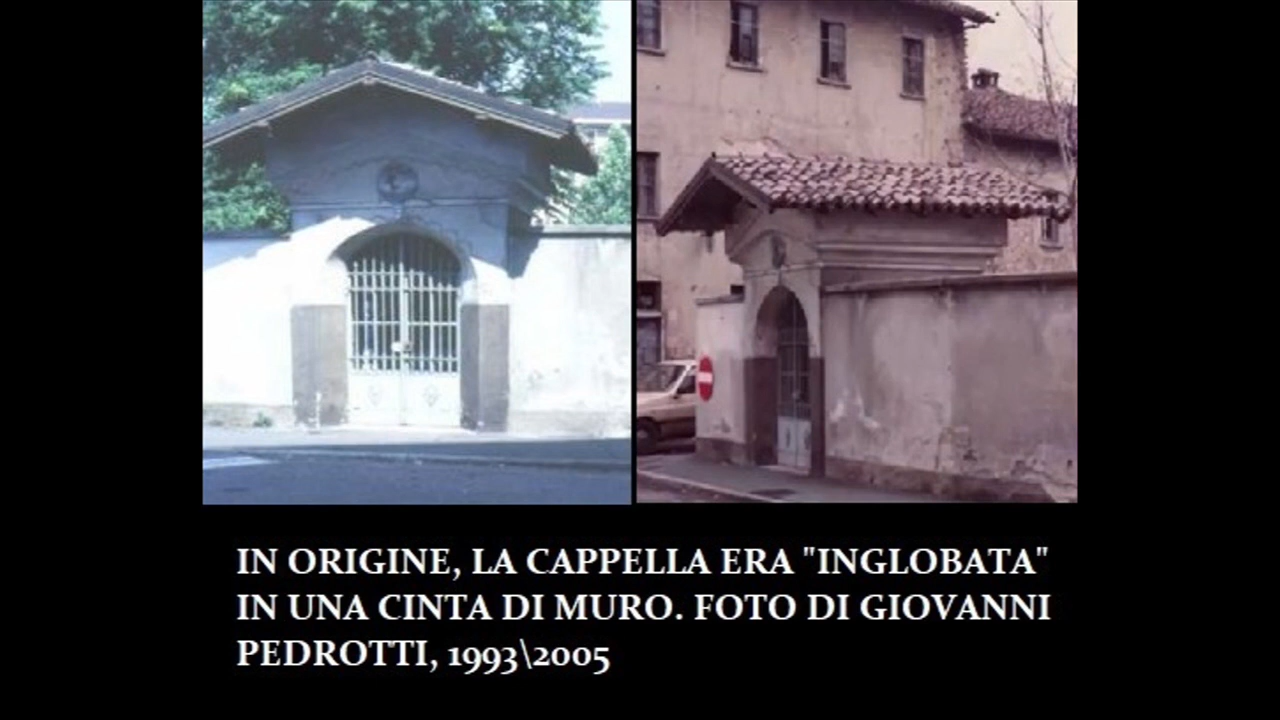 IN ORIGINE, LA CAPPELLA ERA "INGLOBATA"
IN UNA CINTA DI MURO. FOTO DI GIOVANNI
PEDROTTI, 1993\2005